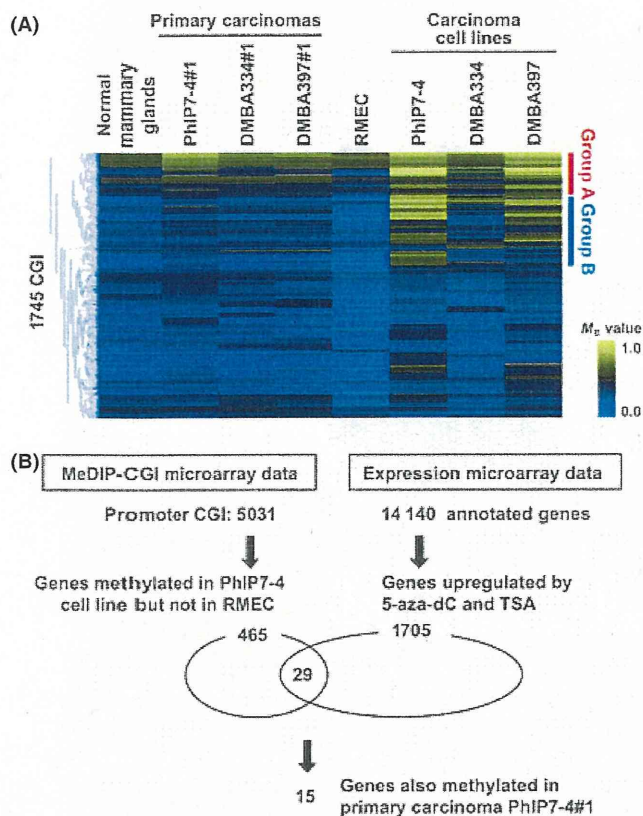 (A)
Primary carcinomas
Carcinoma
cell lines
Normal
mammary
glands
PhIP7-4#1
DMBA334#1
DMBA397#1
RMEC
PhIP7-4
DMBA334
DMBA397
1745 CGI
Group A
Group B
Me value
1.0
0.0
(B)
MeDIP-CGI microarray data
Expression microarray data
Promoter CGI: 5031
14 140 annotated genes
Genes methylated in PhIP7-4
cell line but not in RMEC
Genes upregulated by
5-aza-dC and TSA
465
1705
29
15
Genes also methylated in
primary carcinoma PhIP7-4#1